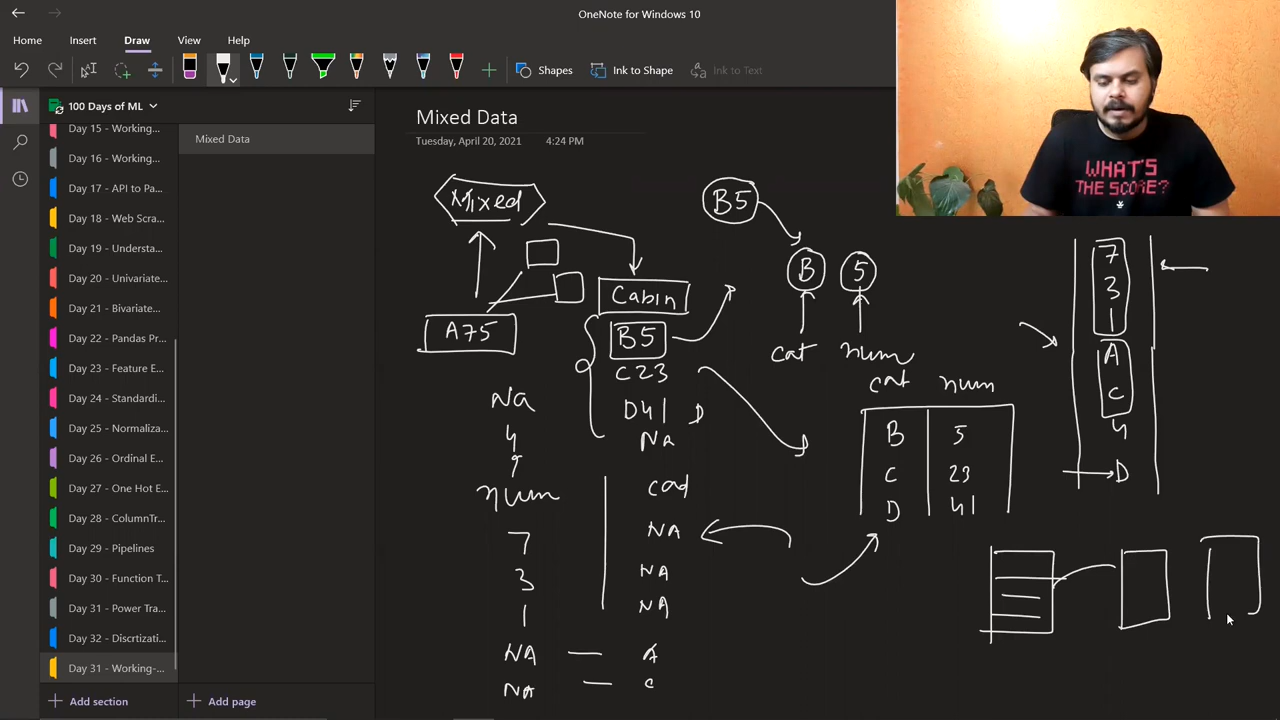 OneNote for Windows 10
Home Insert Draw View Help
Shapes Ink to Shape Ink to Text
100 Days of ML
Day 15 - Working...
Day 16 - Working...
Day 17 - API to Pa...
Day 18 - Web Scra...
Day 19 - Understa...
Day 20 - Univariate...
Day 21 - Bivariate...
Day 22 - Pandas Pr...
Day 23 - Feature E...
Day 24 - Standardi...
Day 25 - Normaliza...
Day 26 - Ordinal E...
Day 27 - One Hot E...
Day 28 - ColumnTr...
Day 29 - Pipelines
Day 30 - Function T...
Day 31 - Power Tra...
Day 32 - Discrtizati...
Day 31 - Working-...
Add section
Mixed Data
Add page
Mixed Data
Tuesday, April 20, 2021 4:24 PM
Mixed
A75
Cabin
B5
C23
D41 D
Na
Na
4
num
cad
7 NA
3 NA
1 NA
NA — A
NA — C
B5
B 5
cat num
cat num
B 5
C 23
D 41
7
3
1
A
C
4
D
WHAT'S
THE SCORE?